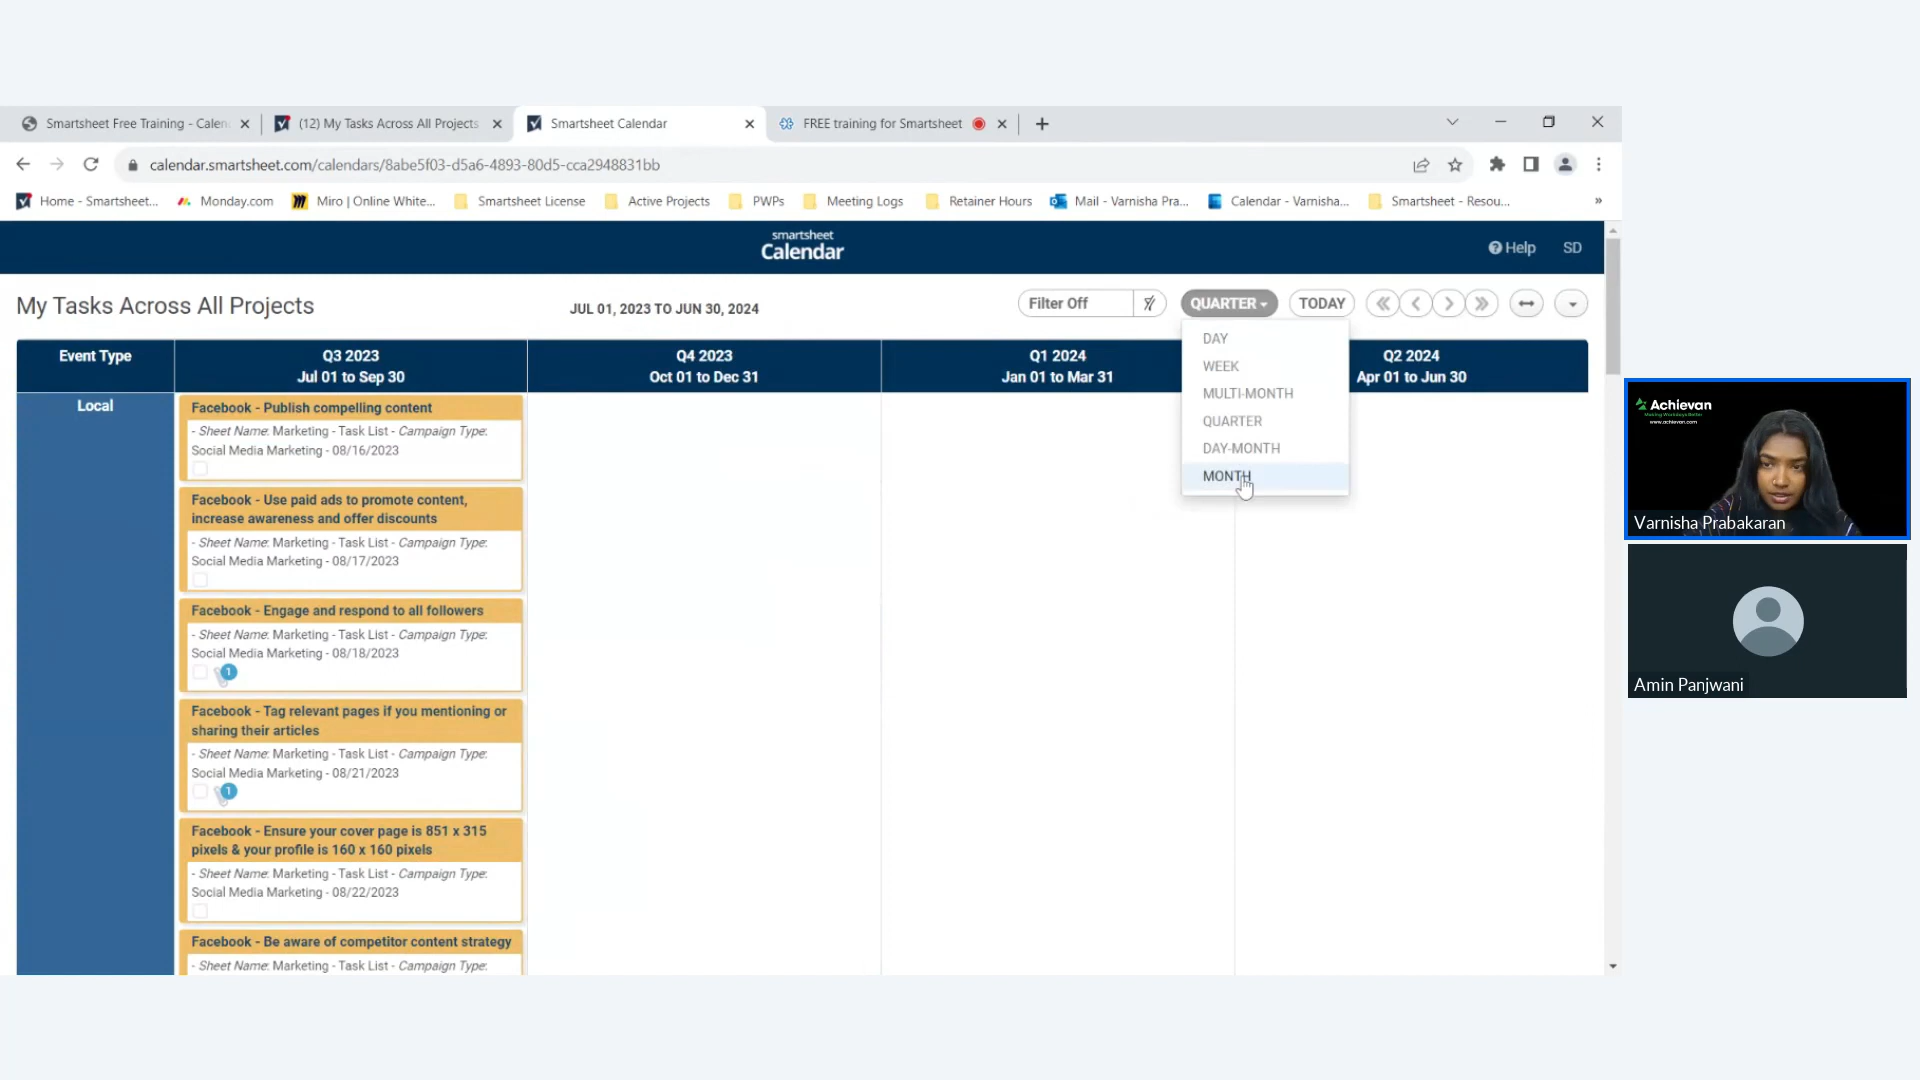 Smartsheet Free Training - Calen
(12) My Tasks Across All Projects
Smartsheet Calendar
FREE training for Smartsheet
calendar.smartsheet.com/calendars/8abe5f03-d5a6-4893-80d5-cca2948831bb
Home - Smartsheet...
Monday.com
Miro | Online White...
Smartsheet License
Active Projects
PWPs
Meeting Logs
Retainer Hours
Mail - Varnisha Pra...
Calendar - Varnisha...
Smartsheet - Resou...
»
smartsheet
Calendar
Help
SD
My Tasks Across All Projects
JUL 01, 2023 TO JUN 30, 2024
Filter Off
QUARTER
TODAY
DAY
WEEK
MULTI-MONTH
QUARTER
DAY-MONTH
MONTH
Event Type
Q3 2023
Jul 01 to Sep 30
Q4 2023
Oct 01 to Dec 31
Q1 2024
Jan 01 to Mar 31
Q2 2024
Apr 01 to Jun 30
Local
Facebook - Publish compelling content
- Sheet Name: Marketing - Task List - Campaign Type:
Social Media Marketing - 08/16/2023
Facebook - Use paid ads to promote content,
increase awareness and offer discounts
- Sheet Name: Marketing - Task List - Campaign Type:
Social Media Marketing - 08/17/2023
Facebook - Engage and respond to all followers
- Sheet Name: Marketing - Task List - Campaign Type:
Social Media Marketing - 08/18/2023
1
Facebook - Tag relevant pages if you mentioning or
sharing their articles
- Sheet Name: Marketing - Task List - Campaign Type:
Social Media Marketing - 08/21/2023
1
Facebook - Ensure your cover page is 851 x 315
pixels & your profile is 160 x 160 pixels
- Sheet Name: Marketing - Task List - Campaign Type:
Social Media Marketing - 08/22/2023
Facebook - Be aware of competitor content strategy
- Sheet Name: Marketing - Task List - Campaign Type:
Achievan
Making Workdays Better
www.achievan.com
Varnisha Prabakaran
Amin Panjwani